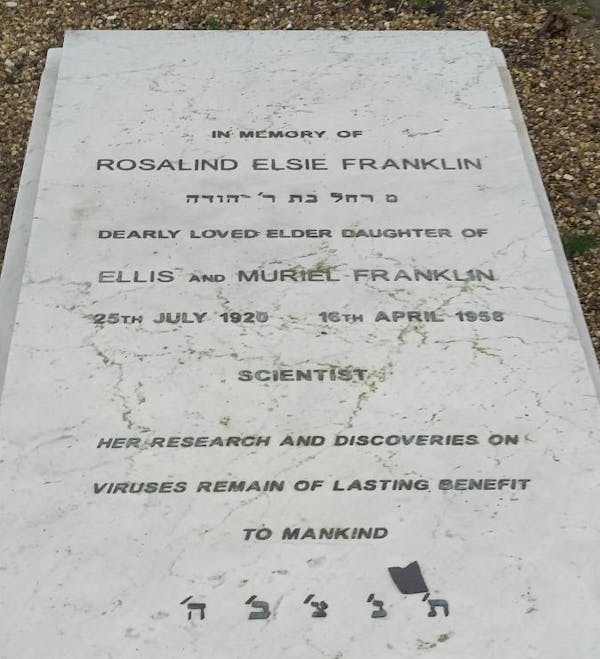 IN MEMORY OF
ROSALIND ELSIE FRANKLIN
מ רחל בת ר׳ יהודה
DEARLY LOVED ELDER DAUGHTER OF
ELLIS AND MURIEL FRANKLIN
25TH JULY 1920 - 16TH APRIL 1958
SCIENTIST
HER RESEARCH AND DISCOVERIES ON
VIRUSES REMAIN OF LASTING BENEFIT
TO MANKIND
ת׳ נ׳ צ׳ ב׳ ה׳